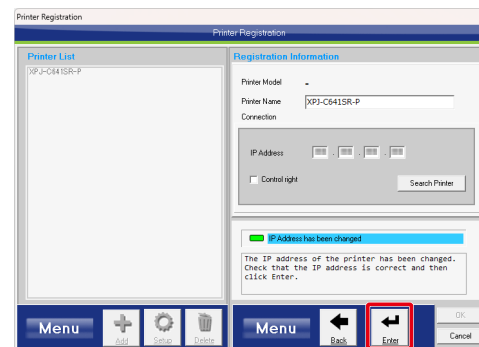 Printer Registration
Printer Registration
Printer List
XPJ-C641SR-P
Registration Information
Printer Model -
Printer Name XPJ-C641SR-P
Connection
IP Address . . .
Control right
Search Printer
IP Address has been changed
The IP address of the printer has been changed.
Check that the IP address is correct and then
click Enter.
Menu Add Setup Delete
Menu Back Enter
OK
Cancel